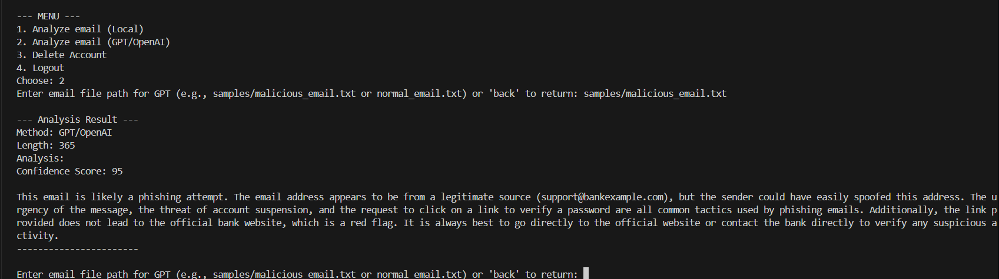 --- MENU ---
1. Analyze email (Local)
2. Analyze email (GPT/OpenAI)
3. Delete Account
4. Logout
Choose: 2
Enter email file path for GPT (e.g., samples/malicious_email.txt or normal_email.txt) or 'back' to return: samples/malicious_email.txt
--- Analysis Result ---
Method: GPT/OpenAI
Length: 365
Analysis:
Confidence Score: 95
This email is likely a phishing attempt. The email address appears to be from a legitimate source (support@bankexample.com), but the sender could have easily spoofed this address. The u
rgency of the message, the threat of account suspension, and the request to click on a link to verify a password are all common tactics used by phishing emails. Additionally, the link p
rovided does not lead to the official bank website, which is a red flag. It is always best to go directly to the official website or contact the bank directly to verify any suspicious a
ctivity.
-----------------------
Enter email file path for GPT (e.g., samples/malicious_email.txt or normal_email.txt) or 'back' to return: